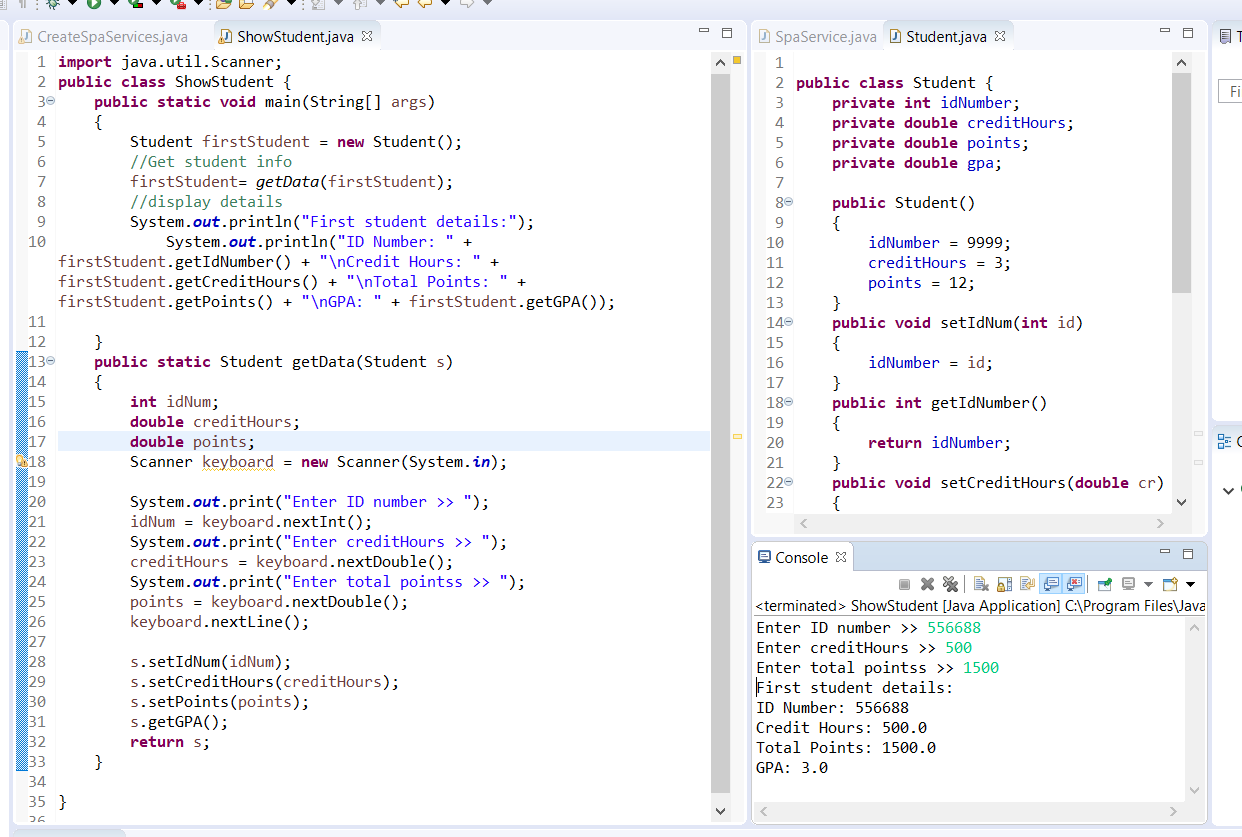 CreateSpaServices.java
ShowStudent.java
1 import java.util.Scanner;
2 public class ShowStudent {
3 public static void main(String[] args)
4 {
5 Student firstStudent = new Student();
6 //Get student info
7 firstStudent= getData(firstStudent);
8 //display details
9 System.out.println("First student details:");
10 System.out.println("ID Number: " +
firstStudent.getIdNumber() + "\nCredit Hours: " +
firstStudent.getCreditHours() + "\nTotal Points: " +
firstStudent.getPoints() + "\nGPA: " + firstStudent.getGPA());
11
12 }
13 public static Student getData(Student s)
14 {
15 int idNum;
16 double creditHours;
17 double points;
18 Scanner keyboard = new Scanner(System.in);
19
20 System.out.print("Enter ID number >> ");
21 idNum = keyboard.nextInt();
22 System.out.print("Enter creditHours >> ");
23 creditHours = keyboard.nextDouble();
24 System.out.print("Enter total pointss >> ");
25 points = keyboard.nextDouble();
26 keyboard.nextLine();
27
28 s.setIdNum(idNum);
29 s.setCreditHours(creditHours);
30 s.setPoints(points);
31 s.getGPA();
32 return s;
33 }
34
35 }
36
SpaService.java
Student.java
1
2 public class Student {
3 private int idNumber;
4 private double creditHours;
5 private double points;
6 private double gpa;
7
8 public Student()
9 {
10 idNumber = 9999;
11 creditHours = 3;
12 points = 12;
13 }
14 public void setIdNum(int id)
15 {
16 idNumber = id;
17 }
18 public int getIdNumber()
19 {
20 return idNumber;
21 }
22 public void setCreditHours(double cr)
23 {
Console
<terminated> ShowStudent [Java Application] C:\Program Files\Java
Enter ID number >> 556688
Enter creditHours >> 500
Enter total pointss >> 1500
First student details:
ID Number: 556688
Credit Hours: 500.0
Total Points: 1500.0
GPA: 3.0
Fi